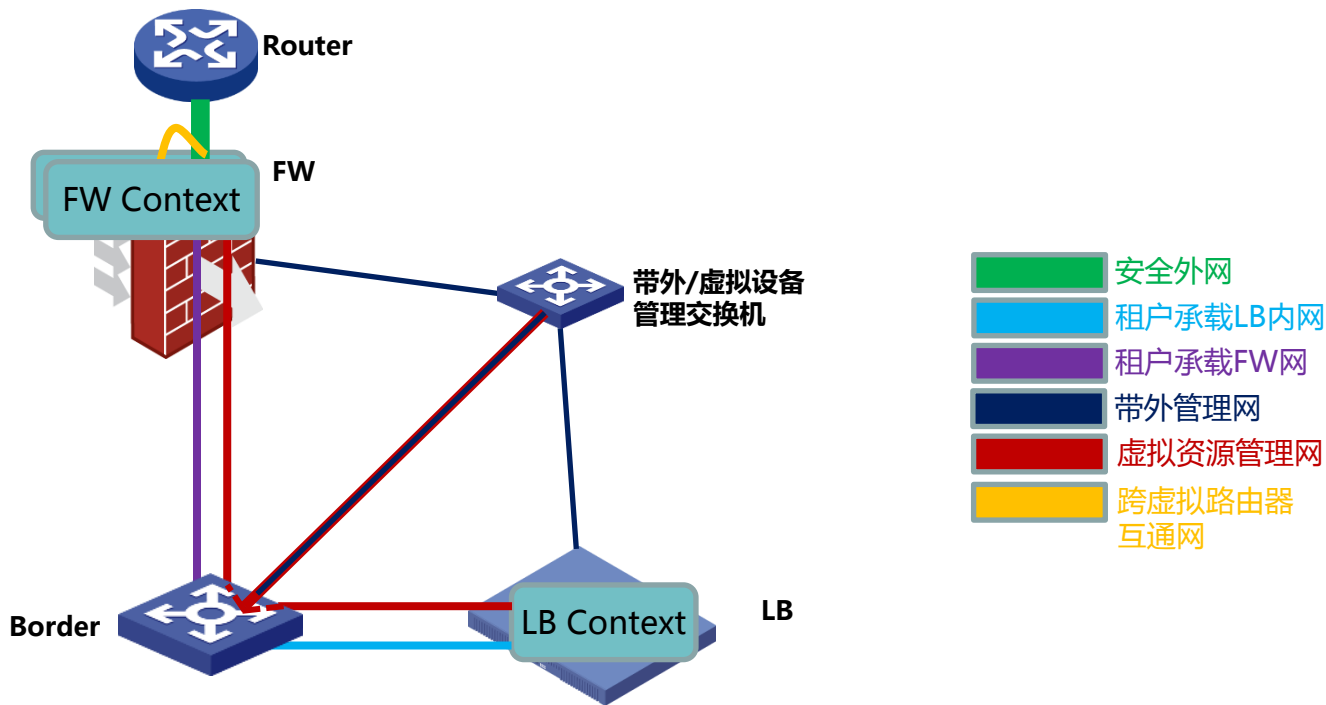 Router
FW
FW Context
带外/虚拟设备
管理交换机
Border
LB Context
LB
安全外网
租户承载LB内网
租户承载FW网
带外管理网
虚拟资源管理网
跨虚拟路由器
互通网